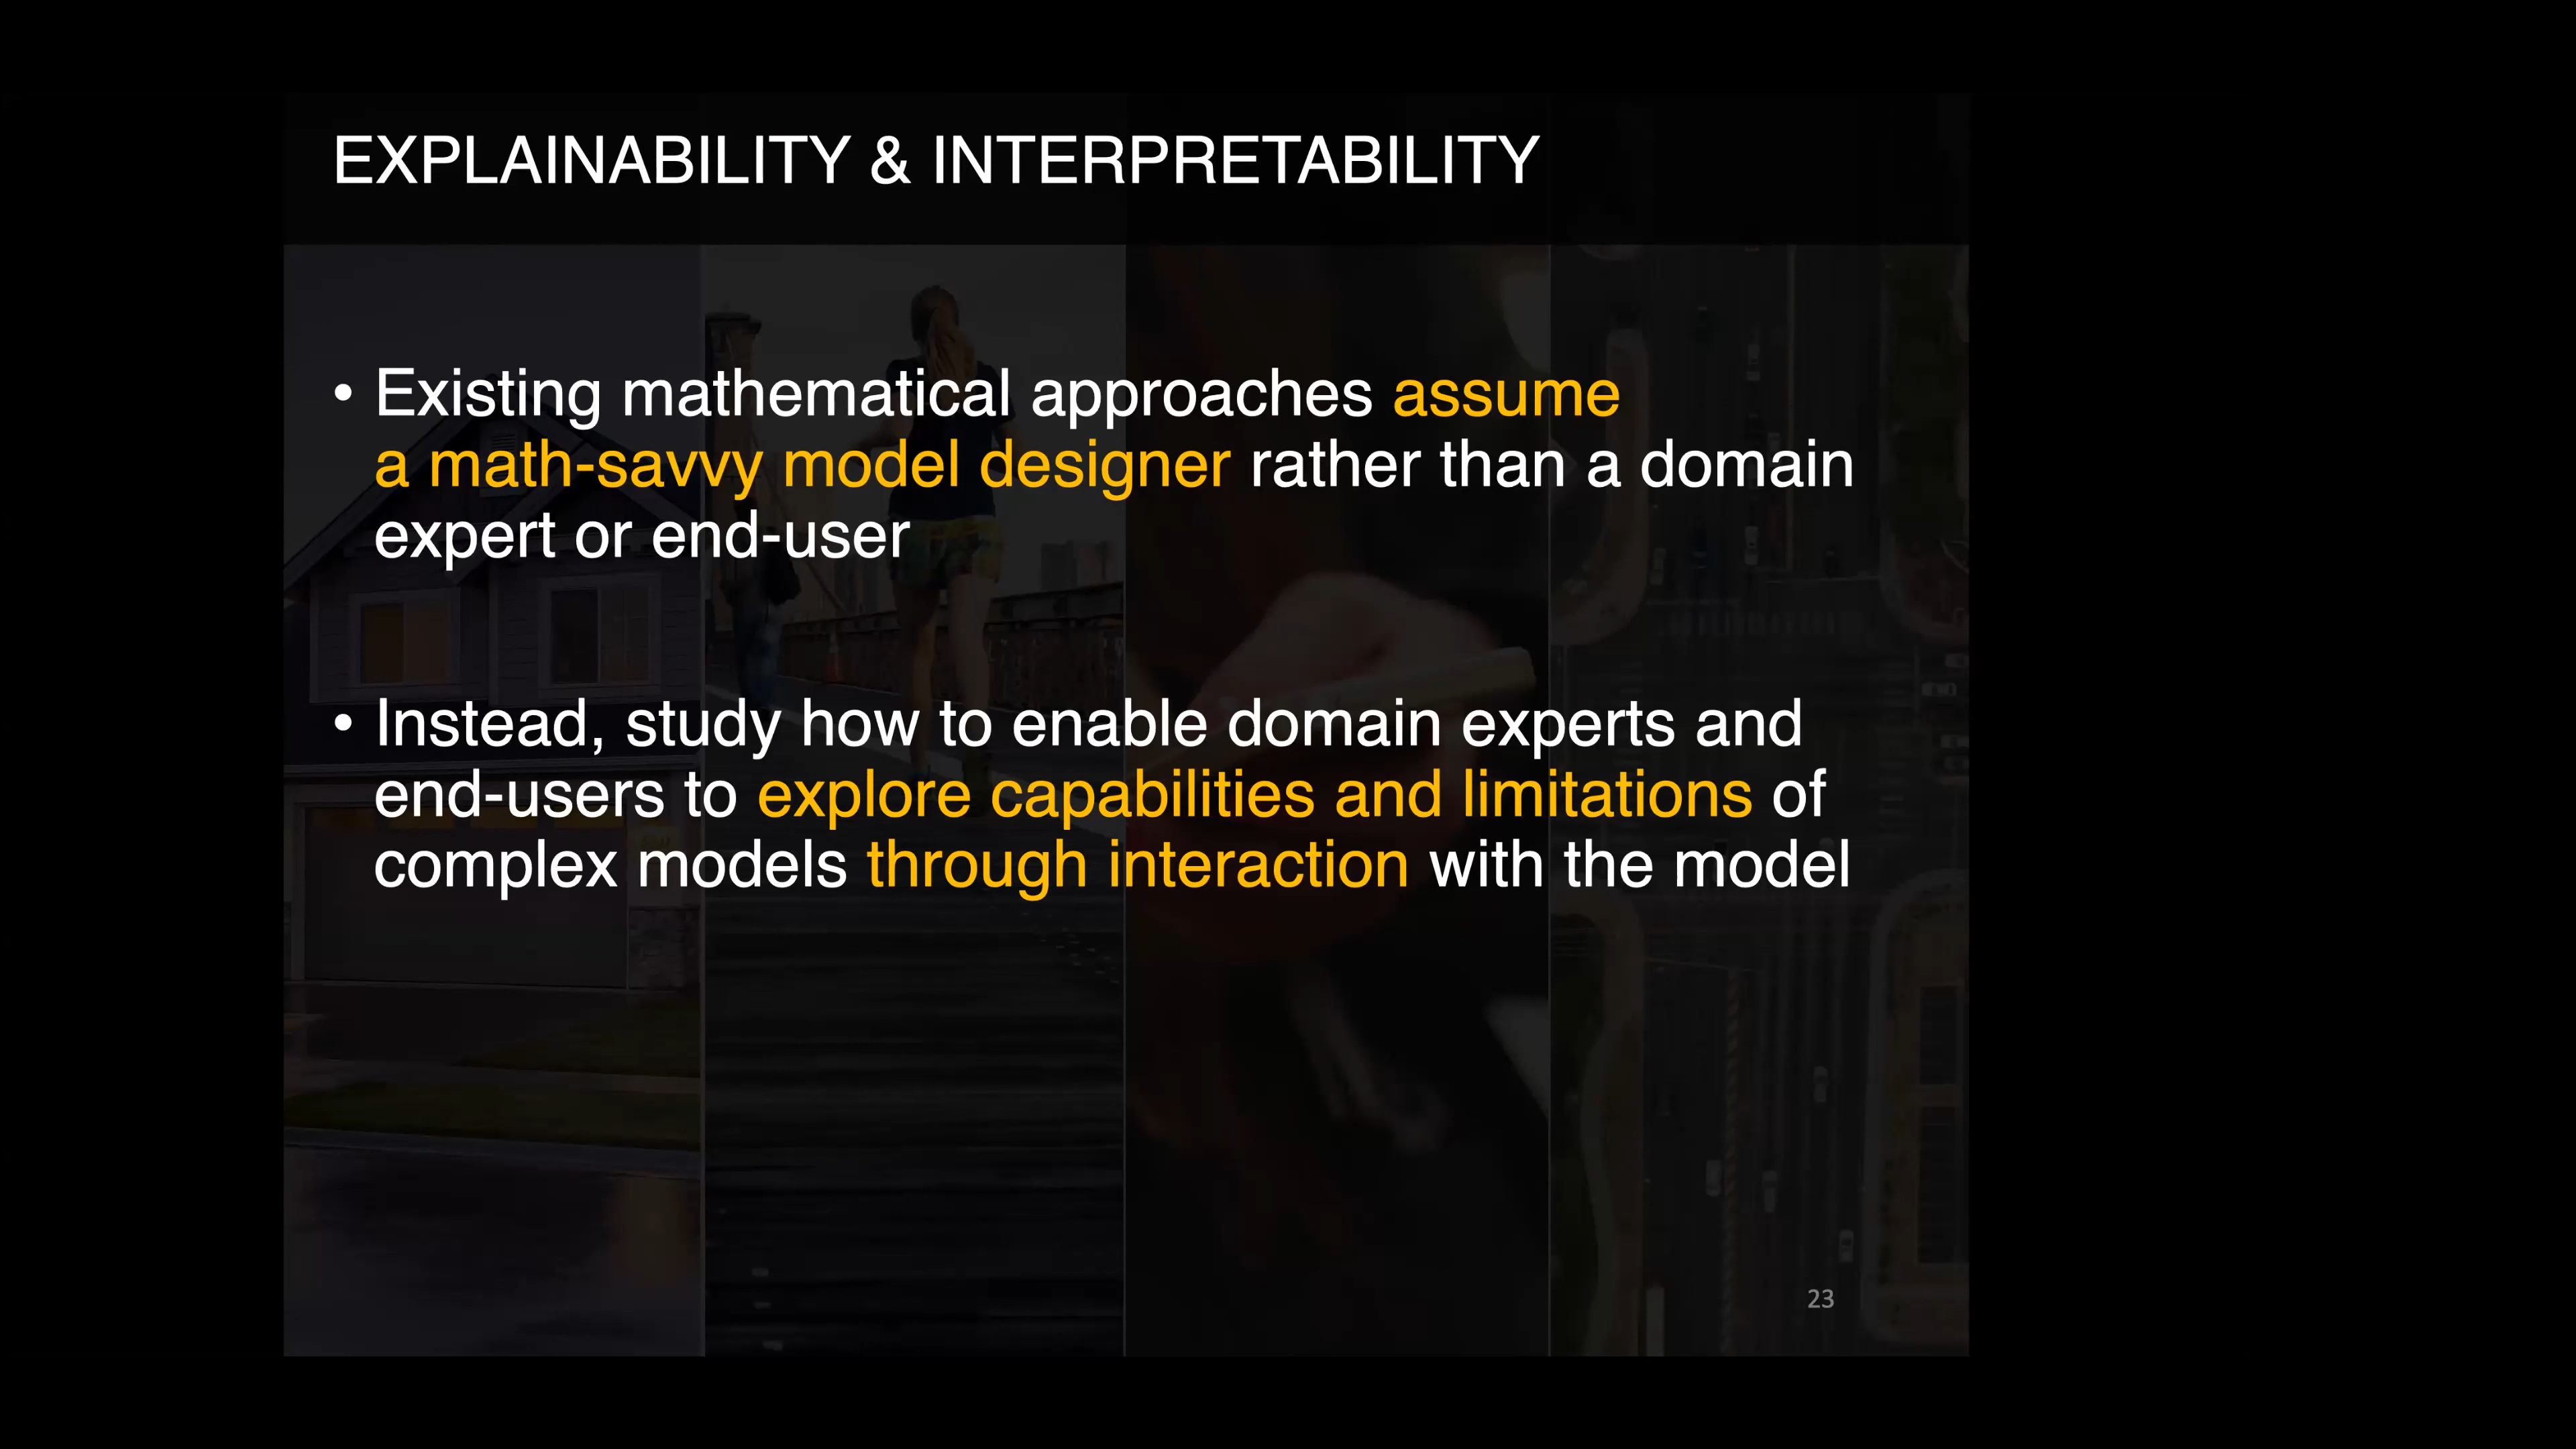 EXPLAINABILITY & INTERPRETABILITY
• Existing mathematical approaches assume
a math-savvy model designer rather than a domain
expert or end-user
• Instead, study how to enable domain experts and
end-users to explore capabilities and limitations of
complex models through interaction with the model
23